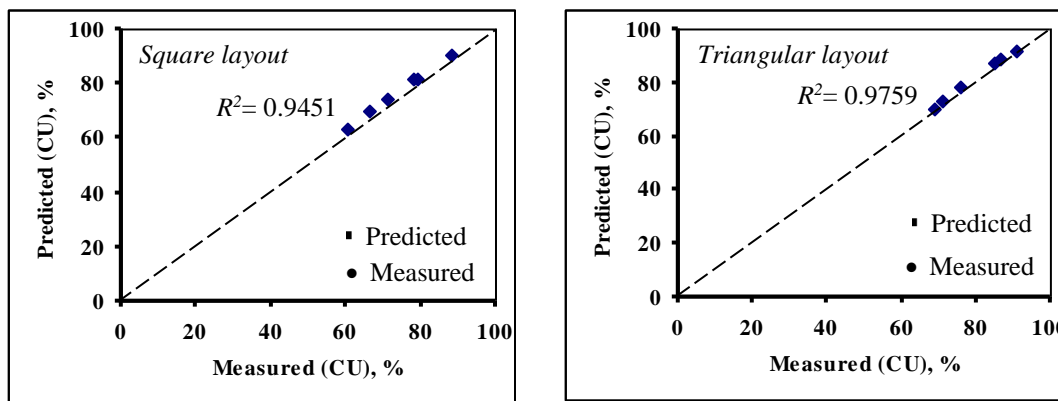 100
80
60
40
20
0
Predicted (CU), %
Square layout
R²= 0.9451
Predicted
Measured
0 20 40 60 80 100
Measured (CU), %
100
80
60
40
20
0
Predicted (CU), %
Triangular layout
R²= 0.9759
Predicted
Measured
0 20 40 60 80 100
Measured (CU), %